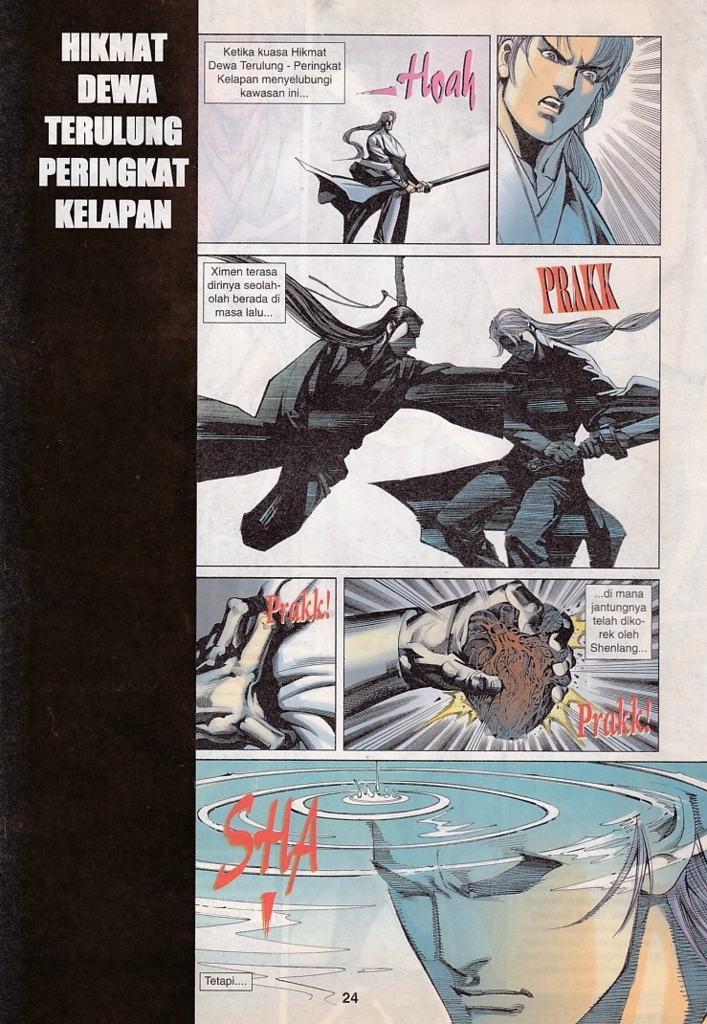 HIKMAT
DEWA
TERULUNG
PERINGKAT
KELAPAN
Ketika kuasa Hikmat
Dewa Terulung - Peringkat
Kelapan menyelubungi
kawasan ini...
Hoah
Ximen terasa
dirinya seolah-
olah berada di
masa lalu...
PRAKK
Prakk!
...di mana
jantungnya
telah diko-
rek oleh
Shenlang...
Prakk!
SHA
!
Tetapi....
24